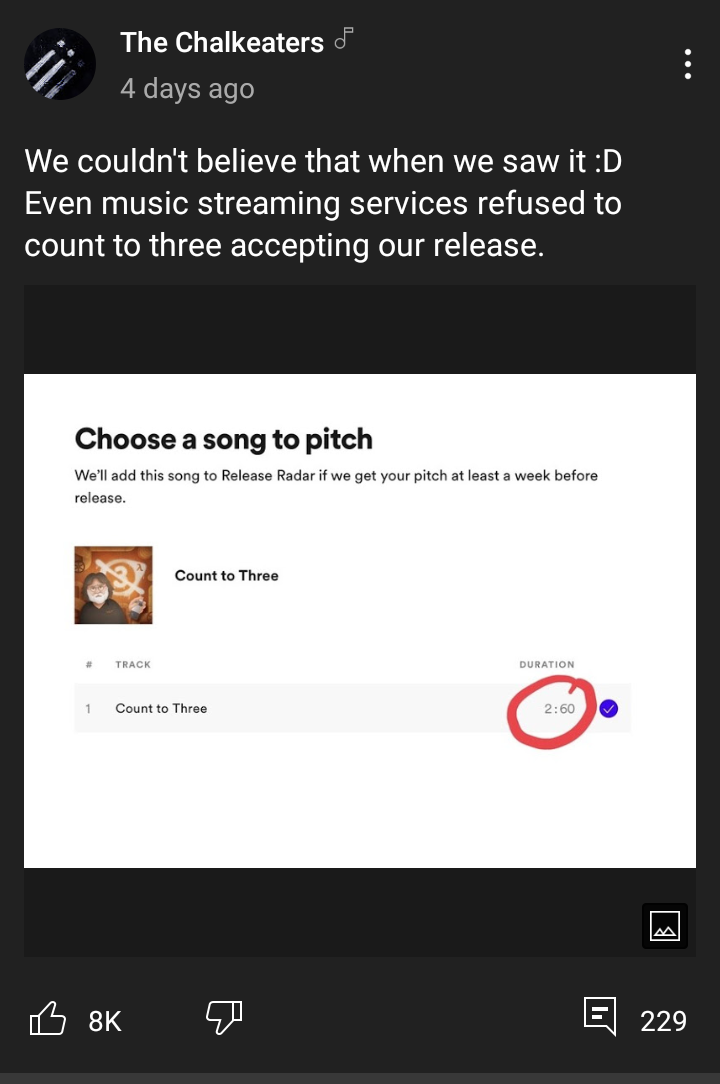 The Chalkeaters
4 days ago
We couldn't believe that when we saw it :D
Even music streaming services refused to
count to three accepting our release.
Choose a song to pitch
We'll add this song to Release Radar if we get your pitch at least a week before
release.
3
Count to Three
# TRACK DURATION
1 Count to Three 2:60
8K 229